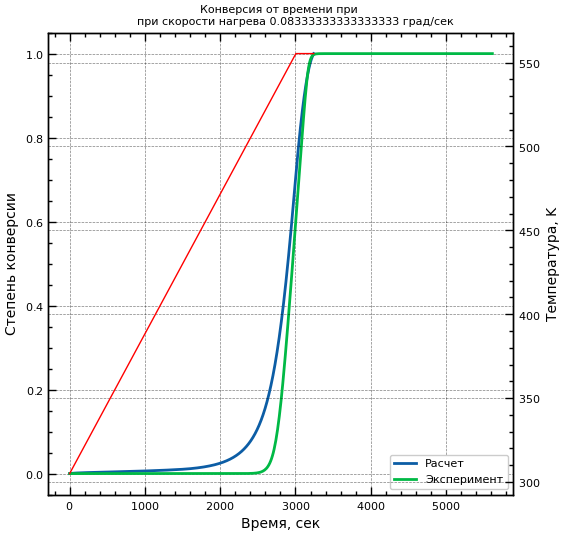 Конверсия от времени при
при скорости нагрева 0.08333333333333333 град/сек
Степень конверсии
1.0
0.8
0.6
0.4
0.2
0.0
550
500
450
400
350
300
Температура, К
Расчет
Эксперимент
0 1000 2000 3000 4000 5000
Время, сек